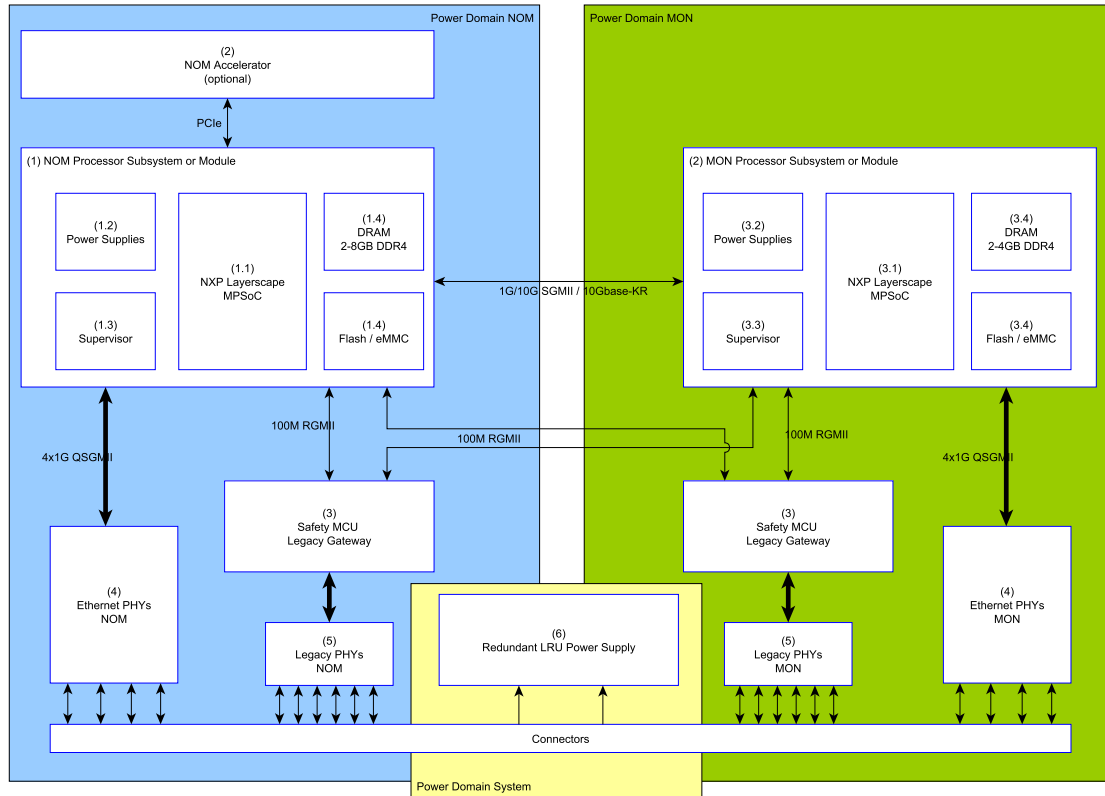 Power Domain NOM
Power Domain MON
(2)
NOM Accelerator
(optional)
PCIe
(1) NOM Processor Subsystem or Module
(1.2)
Power Supplies
(1.1)
NXP Layerscape
MPSoC
(1.4)
DRAM
2-8GB DDR4
(1.3)
Supervisor
(1.4)
Flash / eMMC
1G/10G SGMII / 10Gbase-KR
(2) MON Processor Subsystem or Module
(3.2)
Power Supplies
(3.1)
NXP Layerscape
MPSoC
(3.4)
DRAM
2-4GB DDR4
(3.3)
Supervisor
(3.4)
Flash / eMMC
4x1G QSGMII
100M RGMII
100M RGMII
100M RGMII
4x1G QSGMII
(3)
Safety MCU
Legacy Gateway
(3)
Safety MCU
Legacy Gateway
(4)
Ethernet PHYs
NOM
(5)
Legacy PHYs
NOM
(6)
Redundant LRU Power Supply
(5)
Legacy PHYs
MON
(4)
Ethernet PHYs
MON
Connectors
Power Domain System